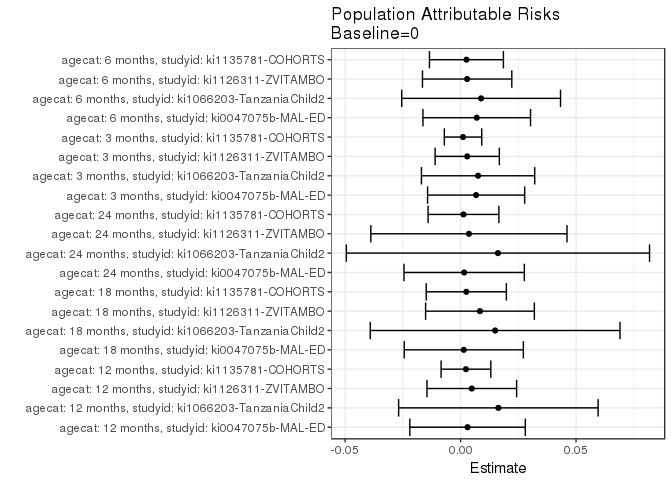 Population Attributable Risks
Baseline=0
agecat: 6 months, studyid: ki1135781-COHORTS
agecat: 6 months, studyid: ki1126311-ZVITAMBO
agecat: 6 months, studyid: ki1066203-TanzaniaChild2
agecat: 6 months, studyid: ki0047075b-MAL-ED
agecat: 3 months, studyid: ki1135781-COHORTS
agecat: 3 months, studyid: ki1126311-ZVITAMBO
agecat: 3 months, studyid: ki1066203-TanzaniaChild2
agecat: 3 months, studyid: ki0047075b-MAL-ED
agecat: 24 months, studyid: ki1135781-COHORTS
agecat: 24 months, studyid: ki1126311-ZVITAMBO
agecat: 24 months, studyid: ki1066203-TanzaniaChild2
agecat: 24 months, studyid: ki0047075b-MAL-ED
agecat: 18 months, studyid: ki1135781-COHORTS
agecat: 18 months, studyid: ki1126311-ZVITAMBO
agecat: 18 months, studyid: ki1066203-TanzaniaChild2
agecat: 18 months, studyid: ki0047075b-MAL-ED
agecat: 12 months, studyid: ki1135781-COHORTS
agecat: 12 months, studyid: ki1126311-ZVITAMBO
agecat: 12 months, studyid: ki1066203-TanzaniaChild2
agecat: 12 months, studyid: ki0047075b-MAL-ED
-0.05 0.00 0.05
Estimate